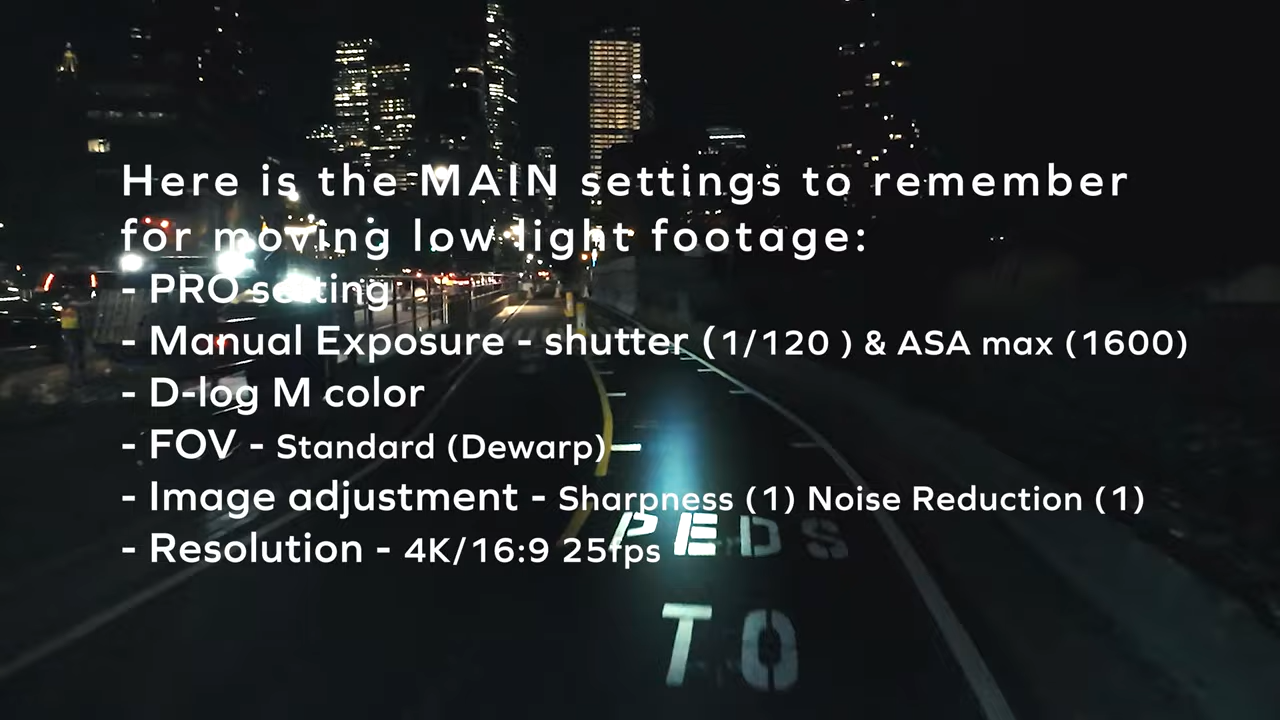 Here is the MAIN settings to remember
for moving low light footage:
- PRO setting
- Manual Exposure - shutter (1/120 ) & ASA max (1600)
- D-log M color
- FOV - Standard (Dewarp)
- Image adjustment - Sharpness (1) Noise Reduction (1)
- Resolution - 4K/16:9 25fps
PEDS
TO